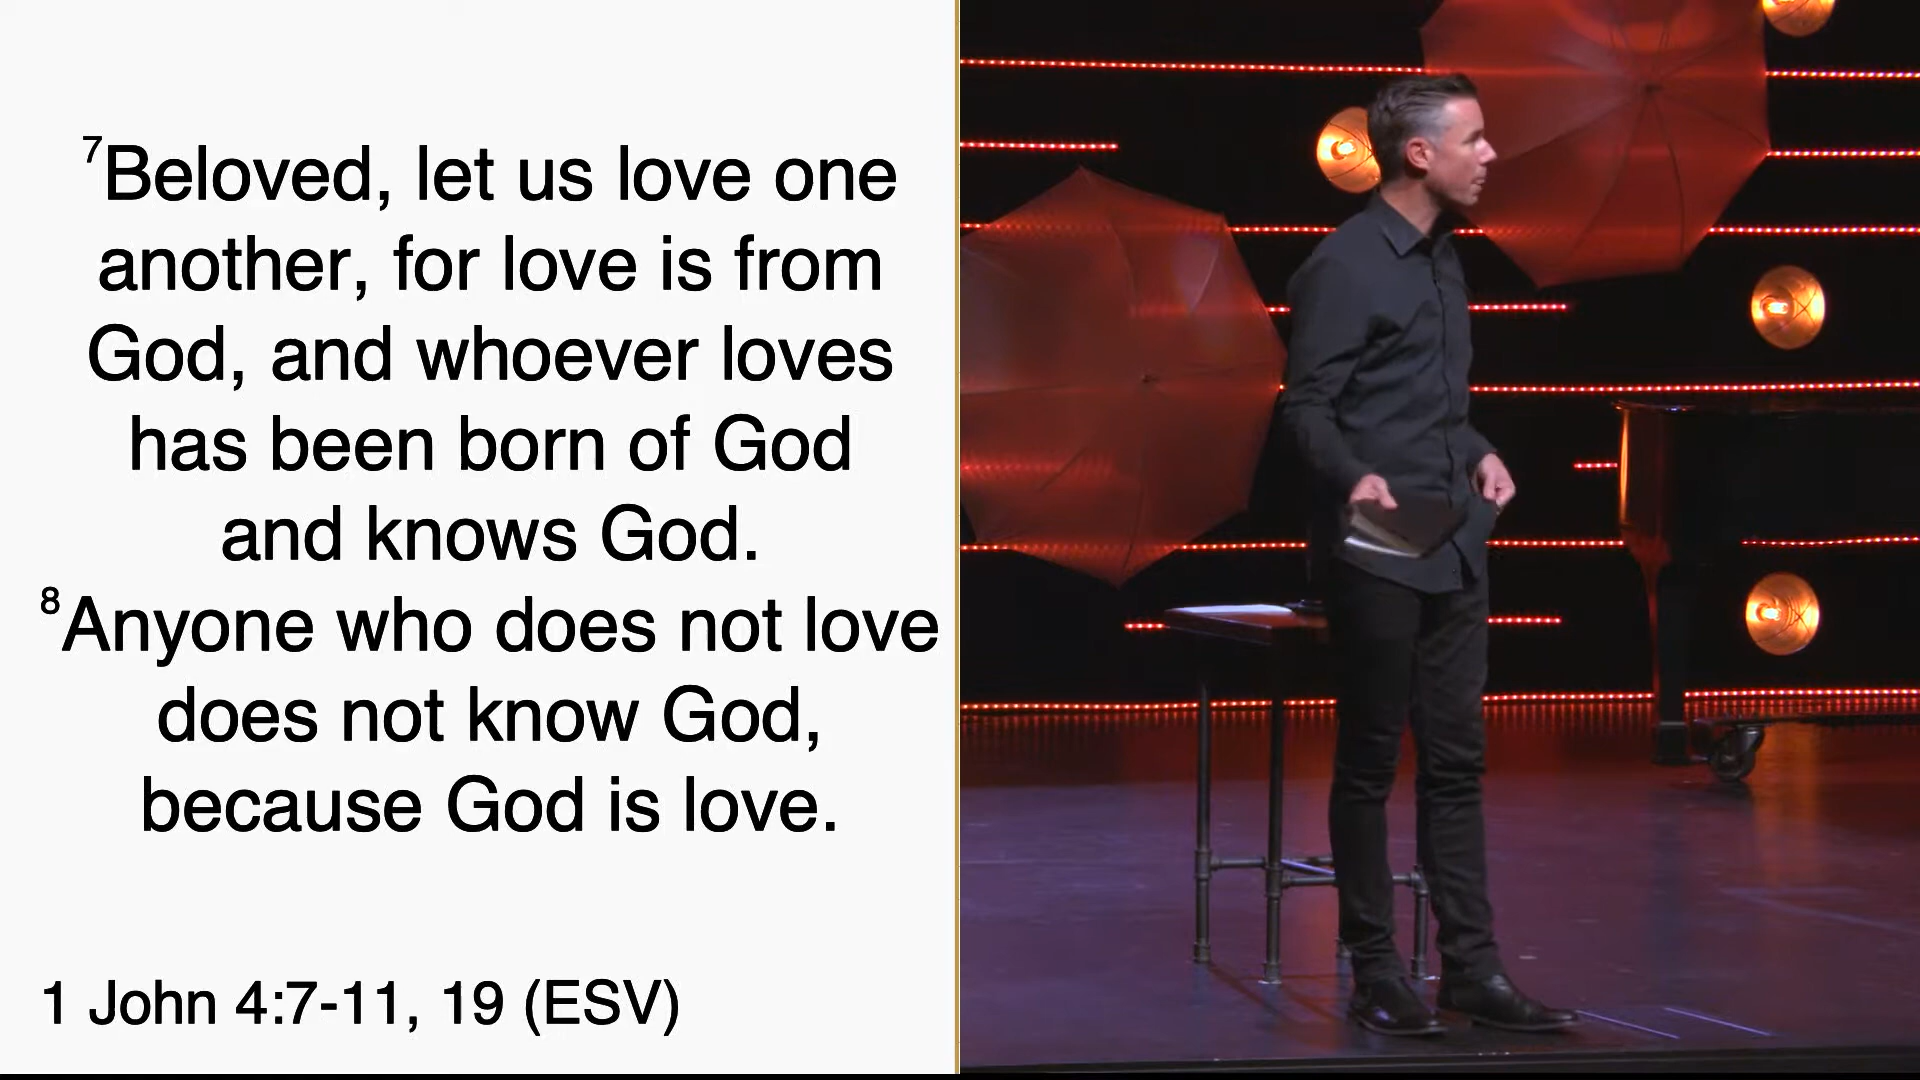 ⁷Beloved, let us love one
another, for love is from
God, and whoever loves
has been born of God
and knows God.
⁸Anyone who does not love
does not know God,
because God is love.
1 John 4:7-11, 19 (ESV)